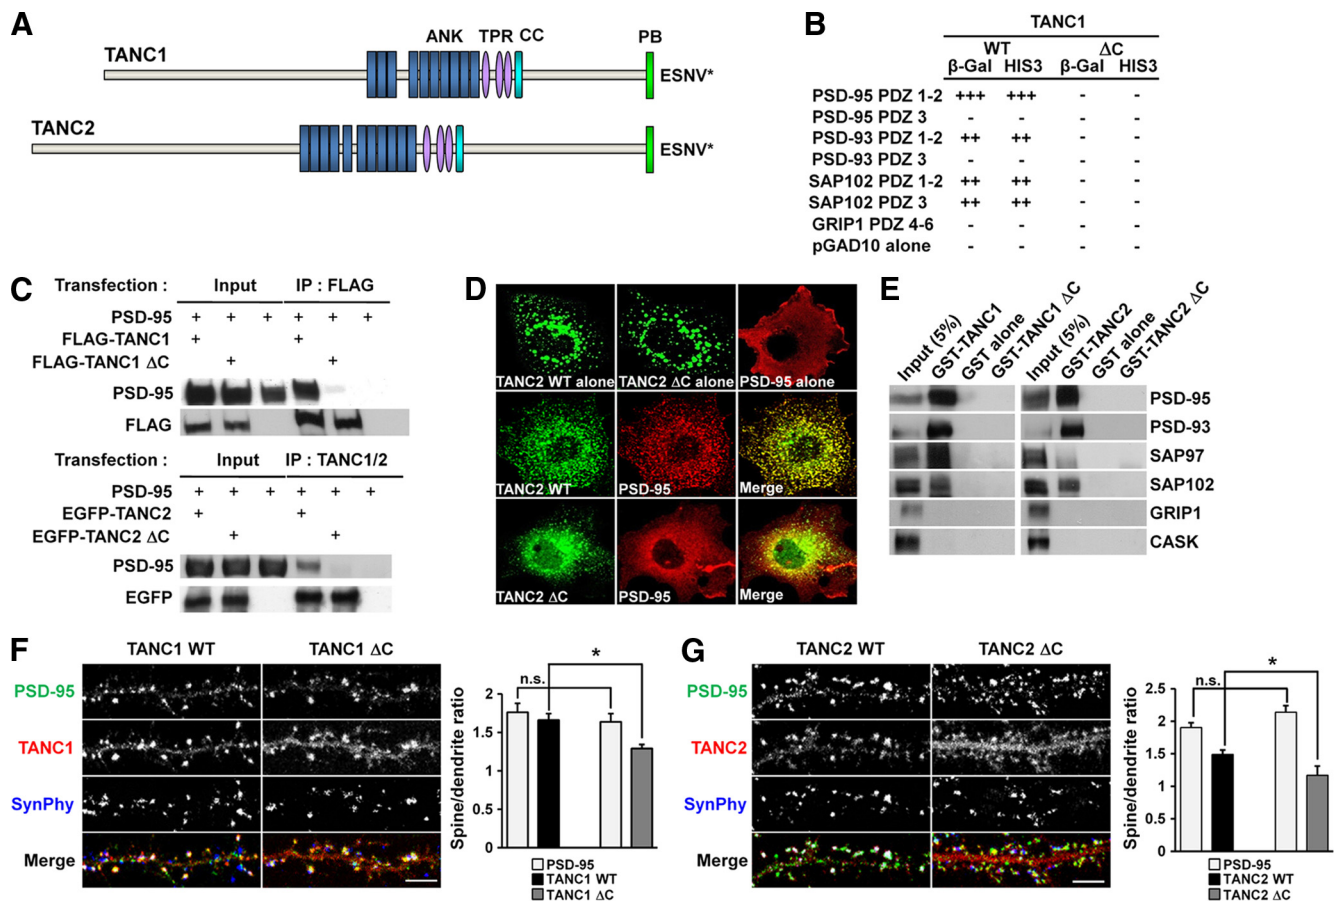 A
TANC1
ANK
TPR
CC
PB
ESNV*
TANC2
ESNV*
B
TANC1
WT ΔC
β-Gal HIS3 β-Gal HIS3
PSD-95 PDZ 1-2 +++ +++ - -
PSD-95 PDZ 3 - - - -
PSD-93 PDZ 1-2 ++ ++ - -
PSD-93 PDZ 3 - - - -
SAP102 PDZ 1-2 ++ ++ - -
SAP102 PDZ 3 ++ ++ - -
GRIP1 PDZ 4-6 - - - -
pGAD10 alone - - - -
C
Transfection : Input IP : FLAG
PSD-95 + + + + + +
FLAG-TANC1 + +
FLAG-TANC1 ΔC + +
PSD-95
FLAG
Transfection : Input IP : TANC1/2
PSD-95 + + + + + +
EGFP-TANC2 + +
EGFP-TANC2 ΔC + +
PSD-95
EGFP
D
TANC2 WT alone
TANC2 ΔC alone
PSD-95 alone
TANC2 WT
PSD-95
Merge
TANC2 ΔC
PSD-95
Merge
E
Input (5%)
GST-TANC1
GST alone
GST-TANC1 ΔC
Input (5%)
GST-TANC2
GST alone
GST-TANC2 ΔC
PSD-95
PSD-93
SAP97
SAP102
GRIP1
CASK
F
TANC1 WT
TANC1 ΔC
PSD-95
TANC1
SynPhy
Merge
Spine/dendrite ratio
2
1.5
1
0.5
0
n.s.
*
PSD-95
TANC1 WT
TANC1 ΔC
G
TANC2 WT
TANC2 ΔC
PSD-95
TANC2
SynPhy
Merge
Spine/dendrite ratio
2.5
2
1.5
1
0.5
0
n.s.
*
PSD-95
TANC2 WT
TANC2 ΔC